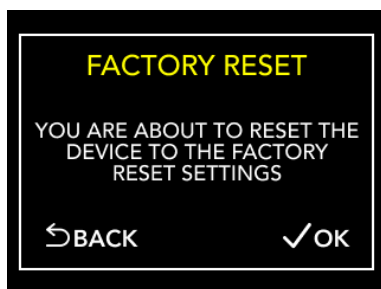 FACTORY RESET
YOU ARE ABOUT TO RESET THE
DEVICE TO THE FACTORY
RESET SETTINGS
BACK OK